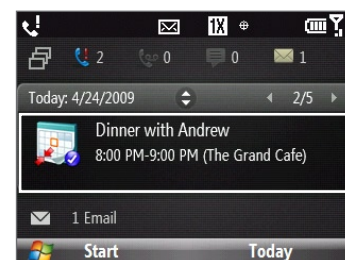 1X
2 0 0 1
Today: 4/24/2009 2/5
Dinner with Andrew
8:00 PM-9:00 PM (The Grand Cafe)
1 Email
Start Today